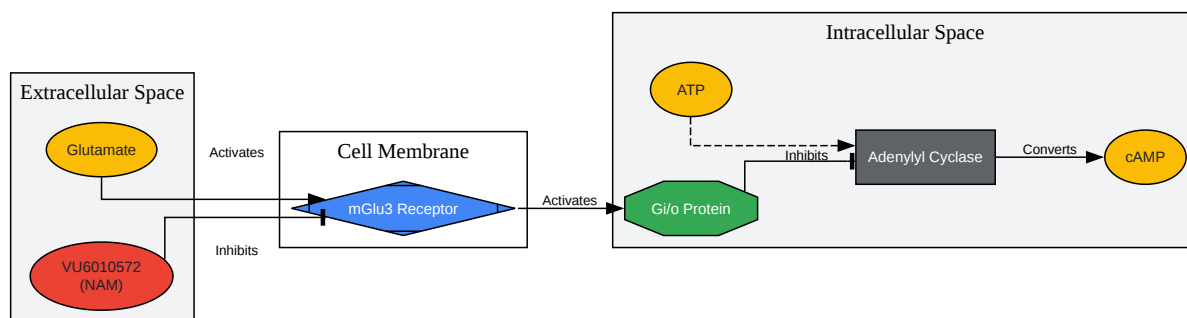 Extracellular Space
Glutamate
Activates
Inhibits
VU6010572
(NAM)
Cell Membrane
mGlu3 Receptor
Activates
Intracellular Space
ATP
Inhibits
Gi/o Protein
Adenylyl Cyclase
Converts
cAMP